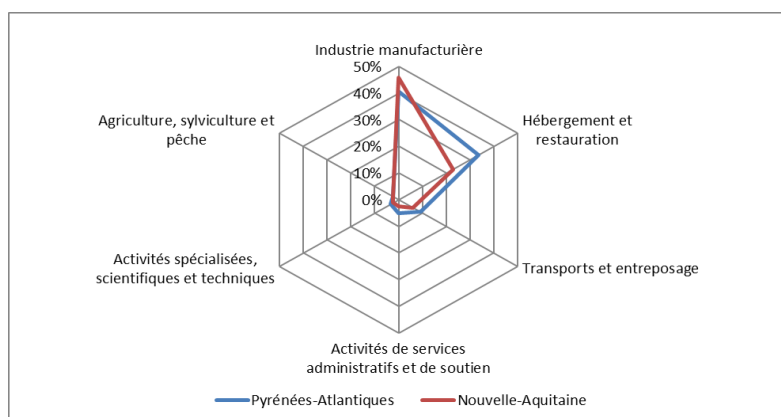 Industrie manufacturière
50%
40%
30%
20%
10%
0%
Hébergement et
restauration
Transports et entreposage
Activités de services
administratifs et de soutien
Activités spécialisées,
scientifiques et techniques
Agriculture, sylviculture et
pêche
Pyrénées-Atlantiques
Nouvelle-Aquitaine